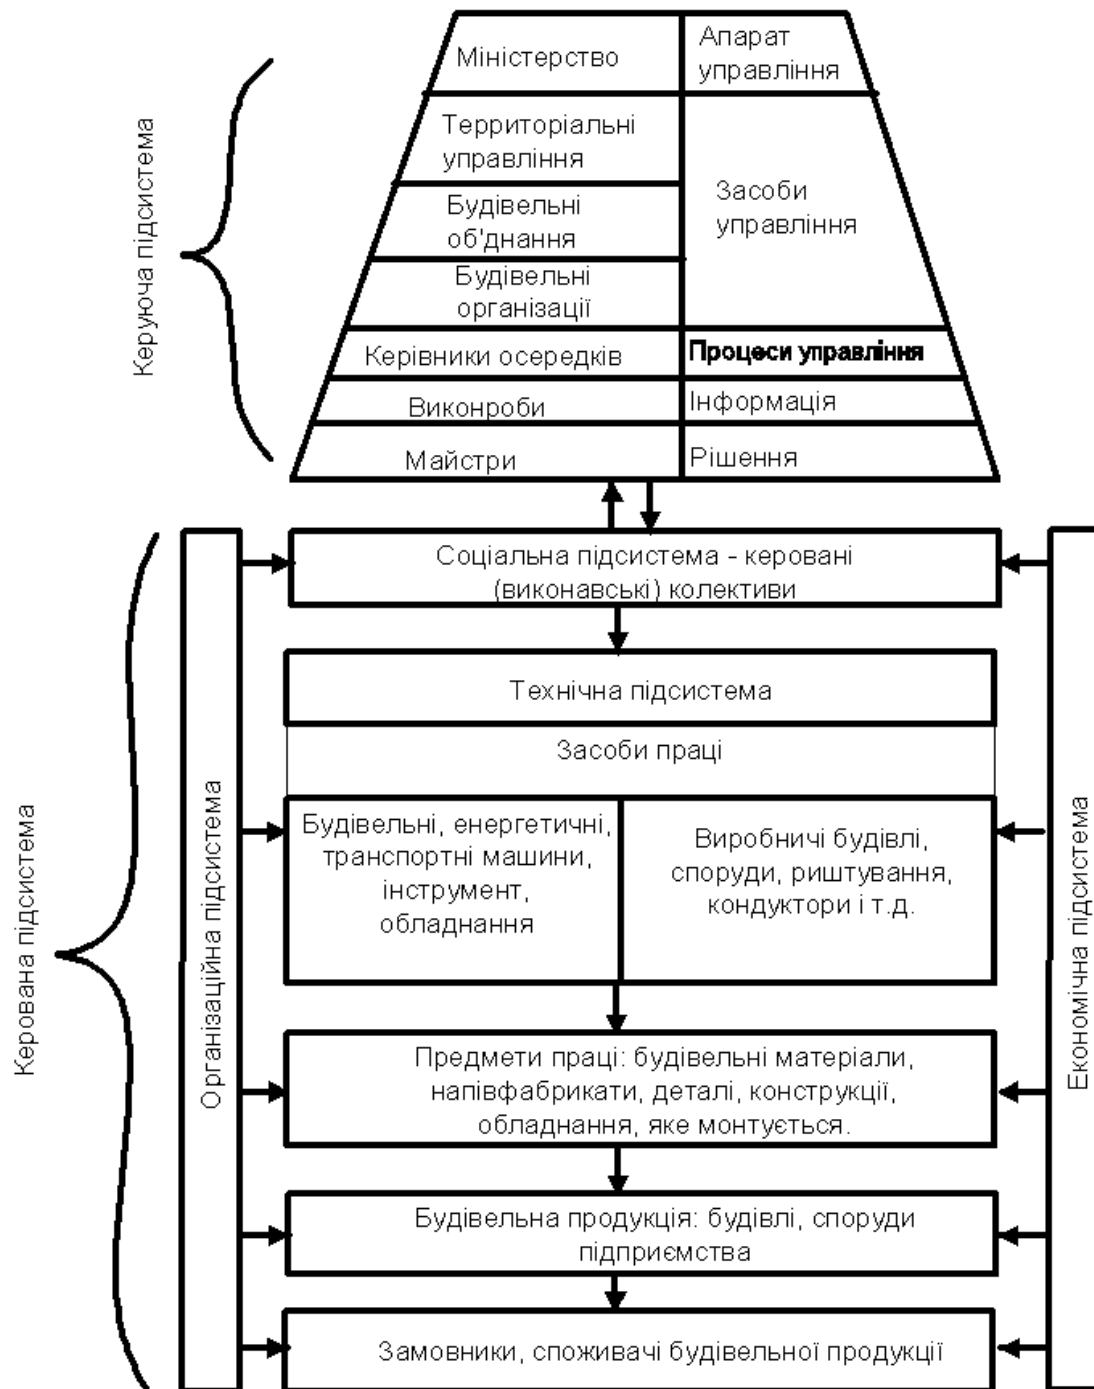 Міністерство
Апарат
управління
Территоріальні
управління
Засоби
управління
Будівельні
об'днання
Будівельні
організації
Керівники осередків
Процеси управління
Виконроби
Інформація
Майстри
Рішення
Керуюча підсистема
Соціальна підсистема - керовані
(виконавські) колективи
Технічна підсистема
Засоби праці
Будівельні, енергетичні,
транспортні машини,
інструмент,
обладнання
Виробничі будівлі,
споруди, риштування,
кондуктори і т.д.
Предмети праці: будівельні матеріали,
напівфабрикати, деталі, конструкції,
обладнання, яке монтується.
Будівельна продукція: будівлі, споруди
підприємства
Замовники, споживачі будівельної продукції
Керована підсистема
Організаційна підсистема
Економічна підсистема